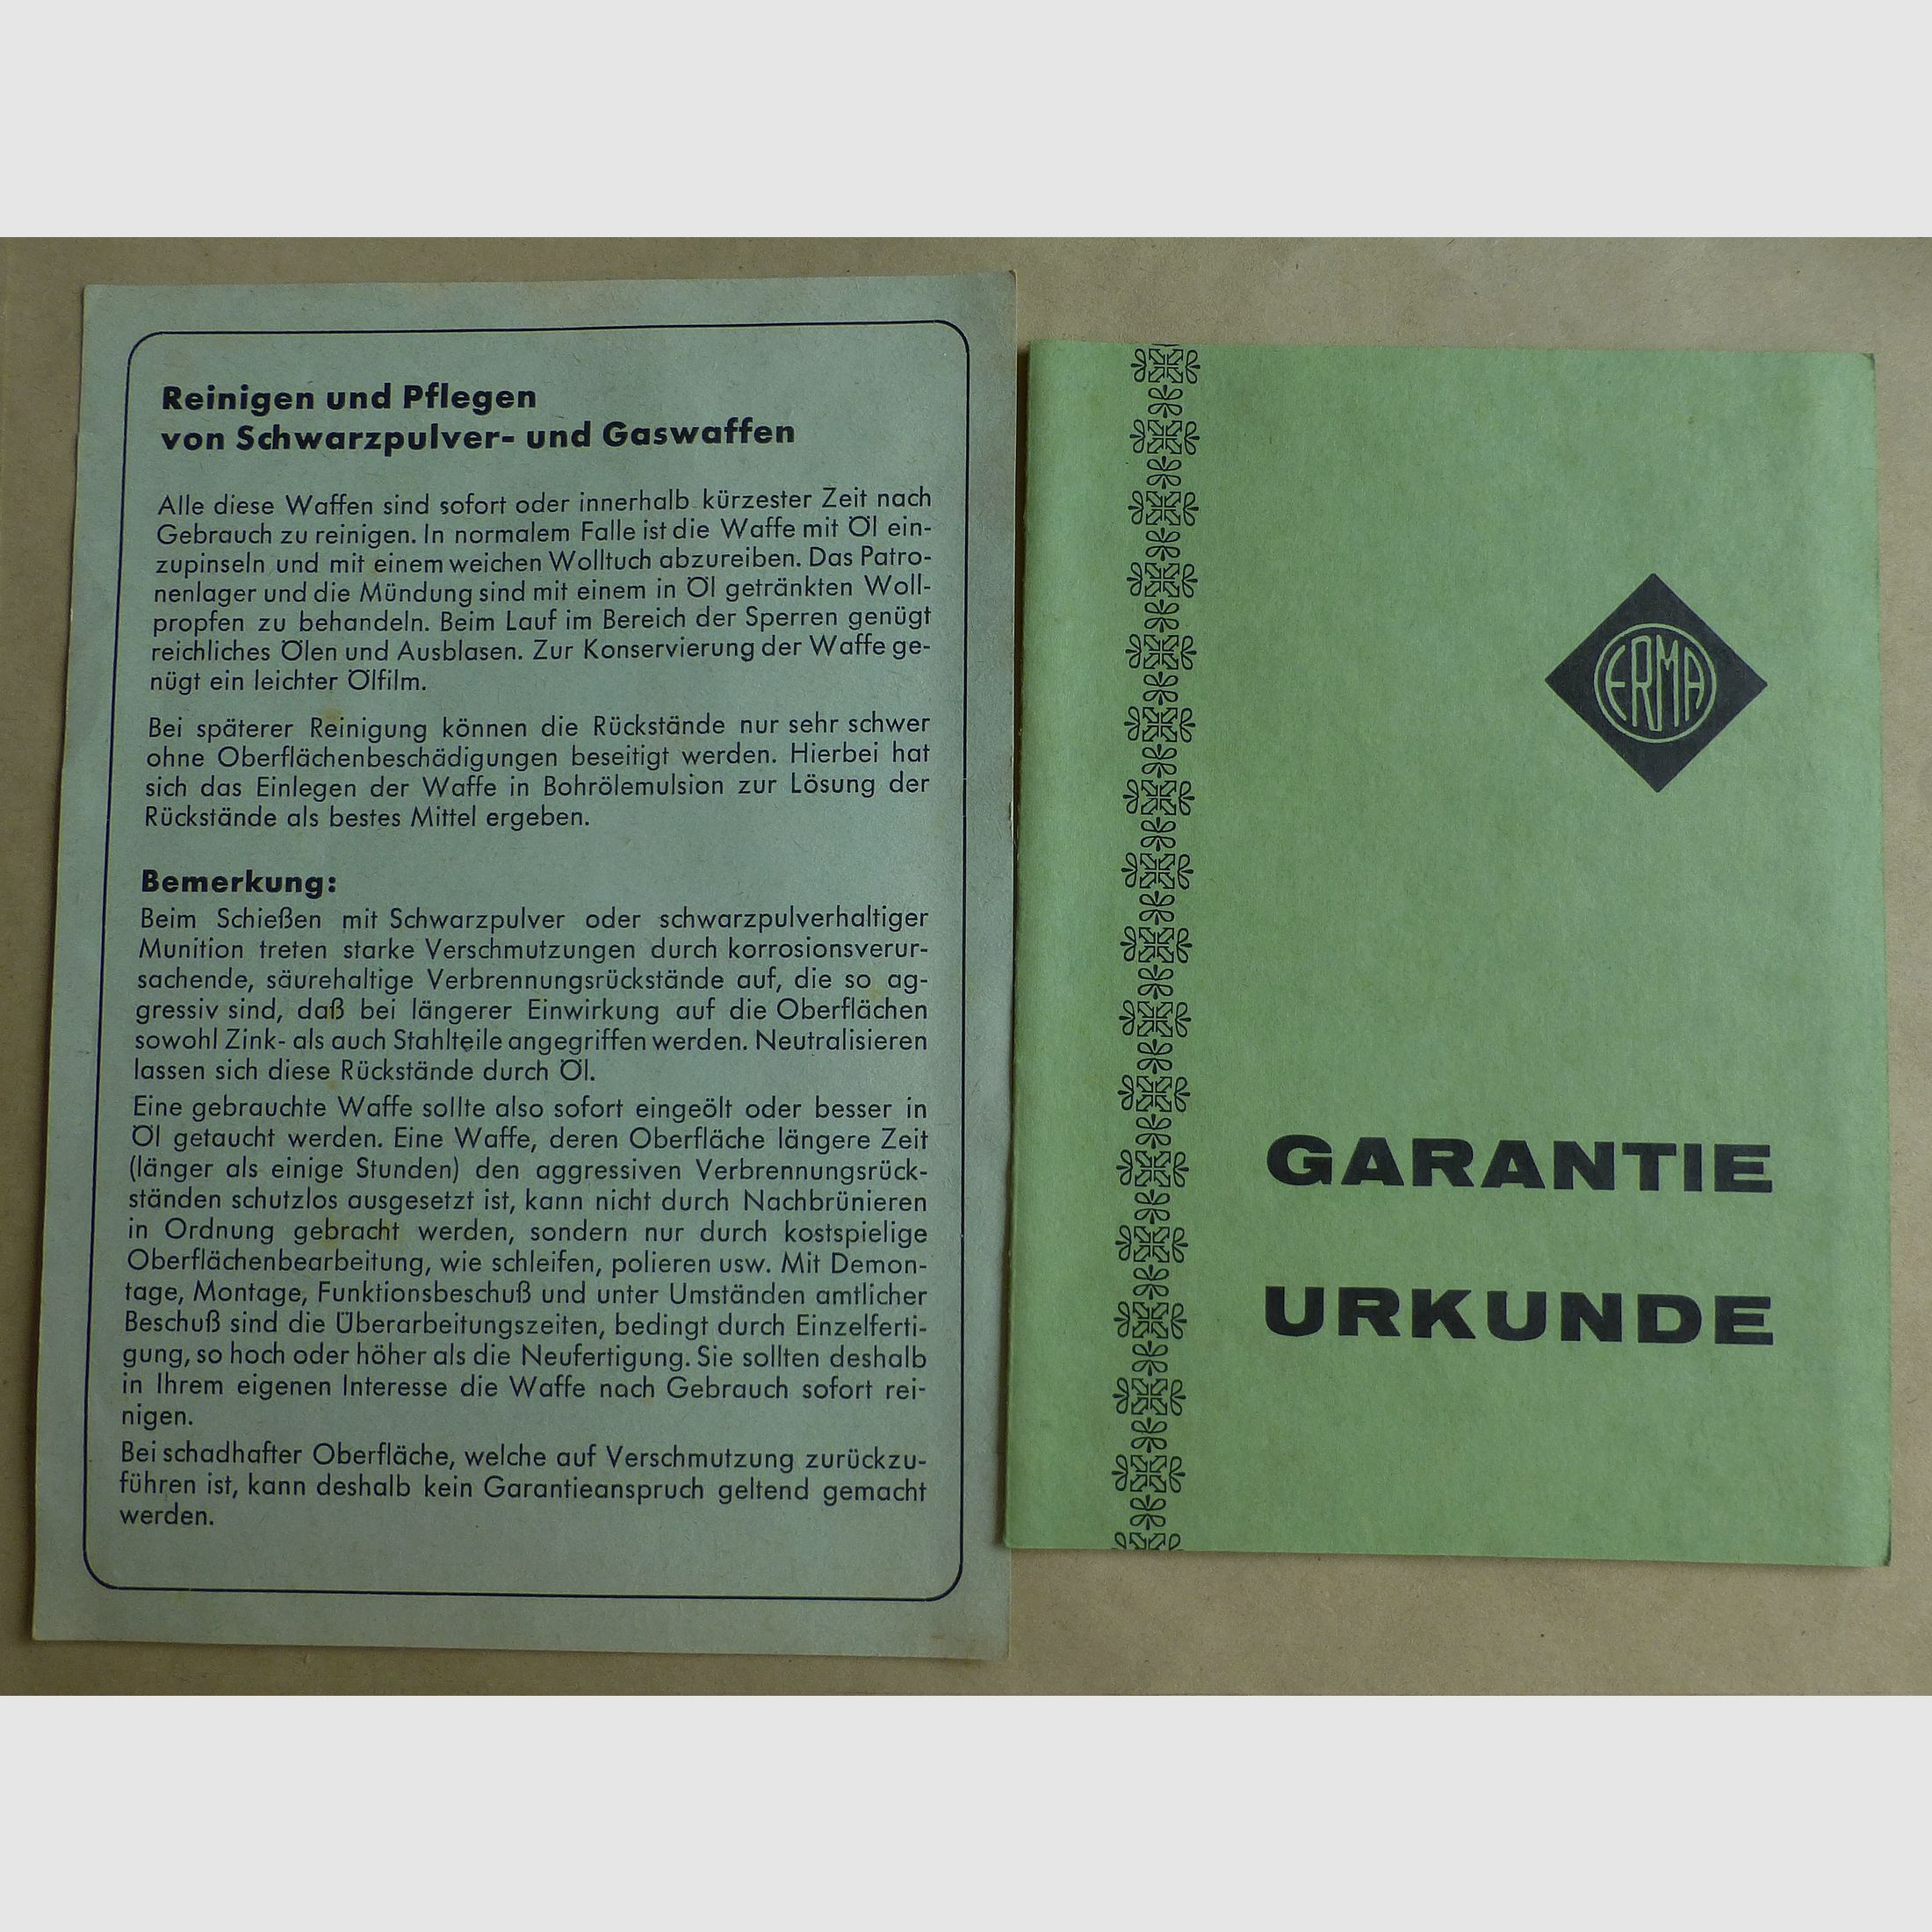 Reinigen und Pflegen
von Schwarzpulver- und Gaswaffen
Alle diese Waffen sind sofort oder innerhalb kürzester Zeit nach
Gebrauch zu reinigen. In normalem Falle ist die Waffe mit Öl ein-
zupinseln und mit einem weichen Wolltuch abzureiben. Das Patro-
nenlager und die Mündung sind mit einem in Öl getränkten Woll-
propfen zu behandeln. Beim Lauf im Bereich der Sperren genügt
reichliches Ölen und Ausblasen. Zur Konservierung der Waffe ge-
nügt ein leichter Ölfilm.
Bei späterer Reinigung können die Rückstände nur sehr schwer
ohne Oberflächenbeschädigungen beseitigt werden. Hierbei hat
sich das Einlegen der Waffe in Bohrölemulsion zur Lösung der
Rückstände als bestes Mittel ergeben.
Bemerkung:
Beim Schießen mit Schwarzpulver oder schwarzpulverhaltiger
Munition treten starke Verschmutzungen durch korrosionsverur-
sachende, säurehaltige Verbrennungsrückstände auf, die so ag-
gressiv sind, daß bei längerer Einwirkung auf die Oberflächen
sowohl Zink- als auch Stahlteile angegriffen werden. Neutralisieren
lassen sich diese Rückstände durch Öl.
Eine gebrauchte Waffe sollte also sofort eingeölt oder besser in
Öl getaucht werden. Eine Waffe, deren Oberfläche längere Zeit
(länger als einige Stunden) den aggressiven Verbrennungsrück-
ständen schutzlos ausgesetzt ist, kann nicht durch Nachbrünieren
in Ordnung gebracht werden, sondern nur durch kostspielige
Oberflächenbearbeitung, wie schleifen, polieren usw. Mit Demon-
tage, Montage, Funktionsbeschuß und unter Umständen amtlicher
Beschuß sind die Überarbeitungszeiten, bedingt durch Einzelferti-
gung, so hoch oder höher als die Neufertigung. Sie sollten deshalb
in Ihrem eigenen Interesse die Waffe nach Gebrauch sofort rei-
nigen.
Bei schadhafter Oberfläche, welche auf Verschmutzung zurückzu-
führen ist, kann deshalb kein Garantieanspruch geltend gemacht
werden.
ERMA
GARANTIE
URKUNDE